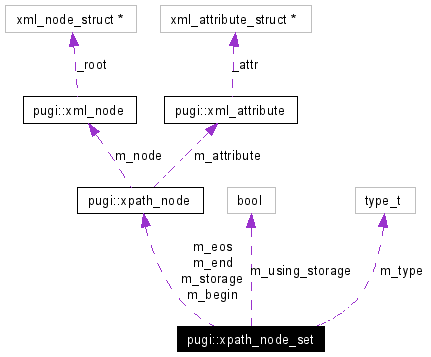 xml_node_struct *
xml_attribute_struct *
_root
_attr
pugi::xml_node
pugi::xml_attribute
m_node
m_attribute
pugi::xpath_node
bool
type_t
m_eos
m_end
m_storage
m_begin
m_using_storage
m_type
pugi::xpath_node_set